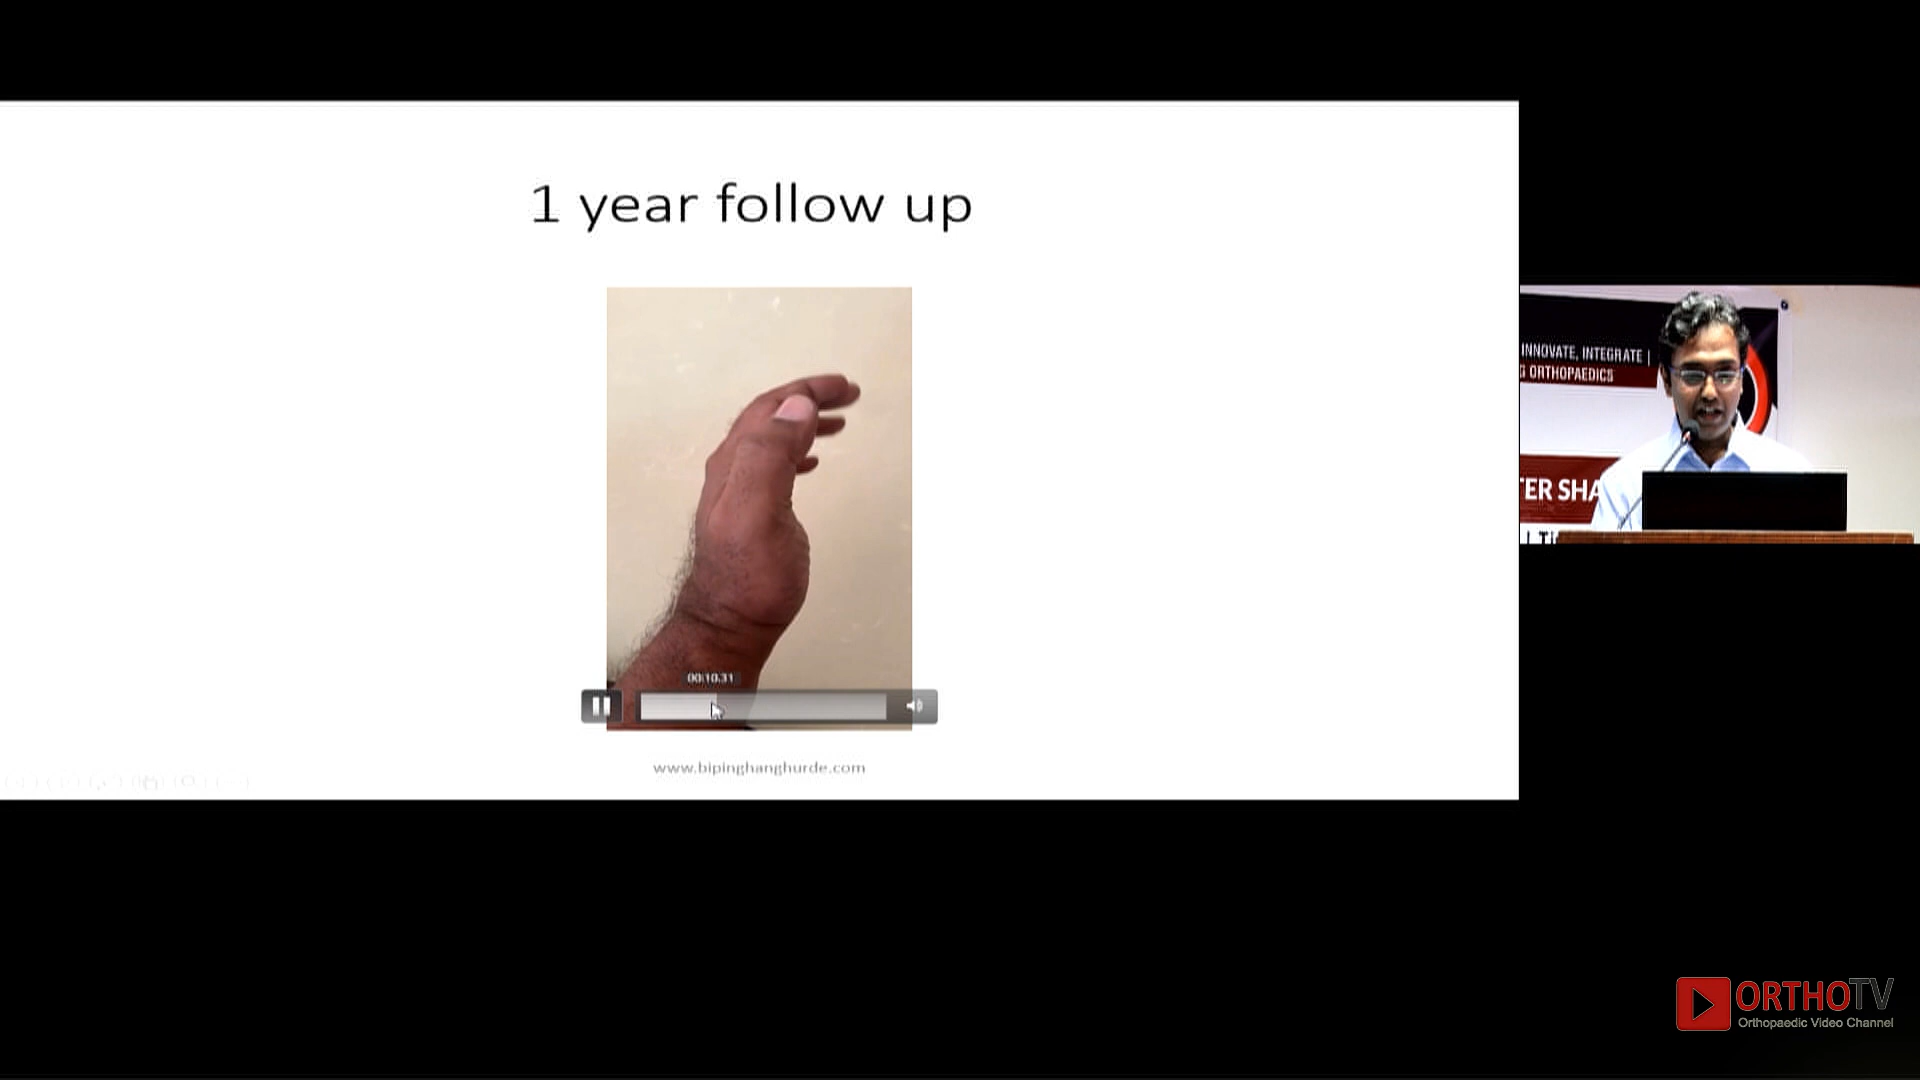 1 year follow up
00:10.31
www.bipinghanghurde.com
INNOVATE, INTEGRATE |
G ORTHOPAEDICS
TER SHA
ORTHOTV
Orthopaedic Video Channel